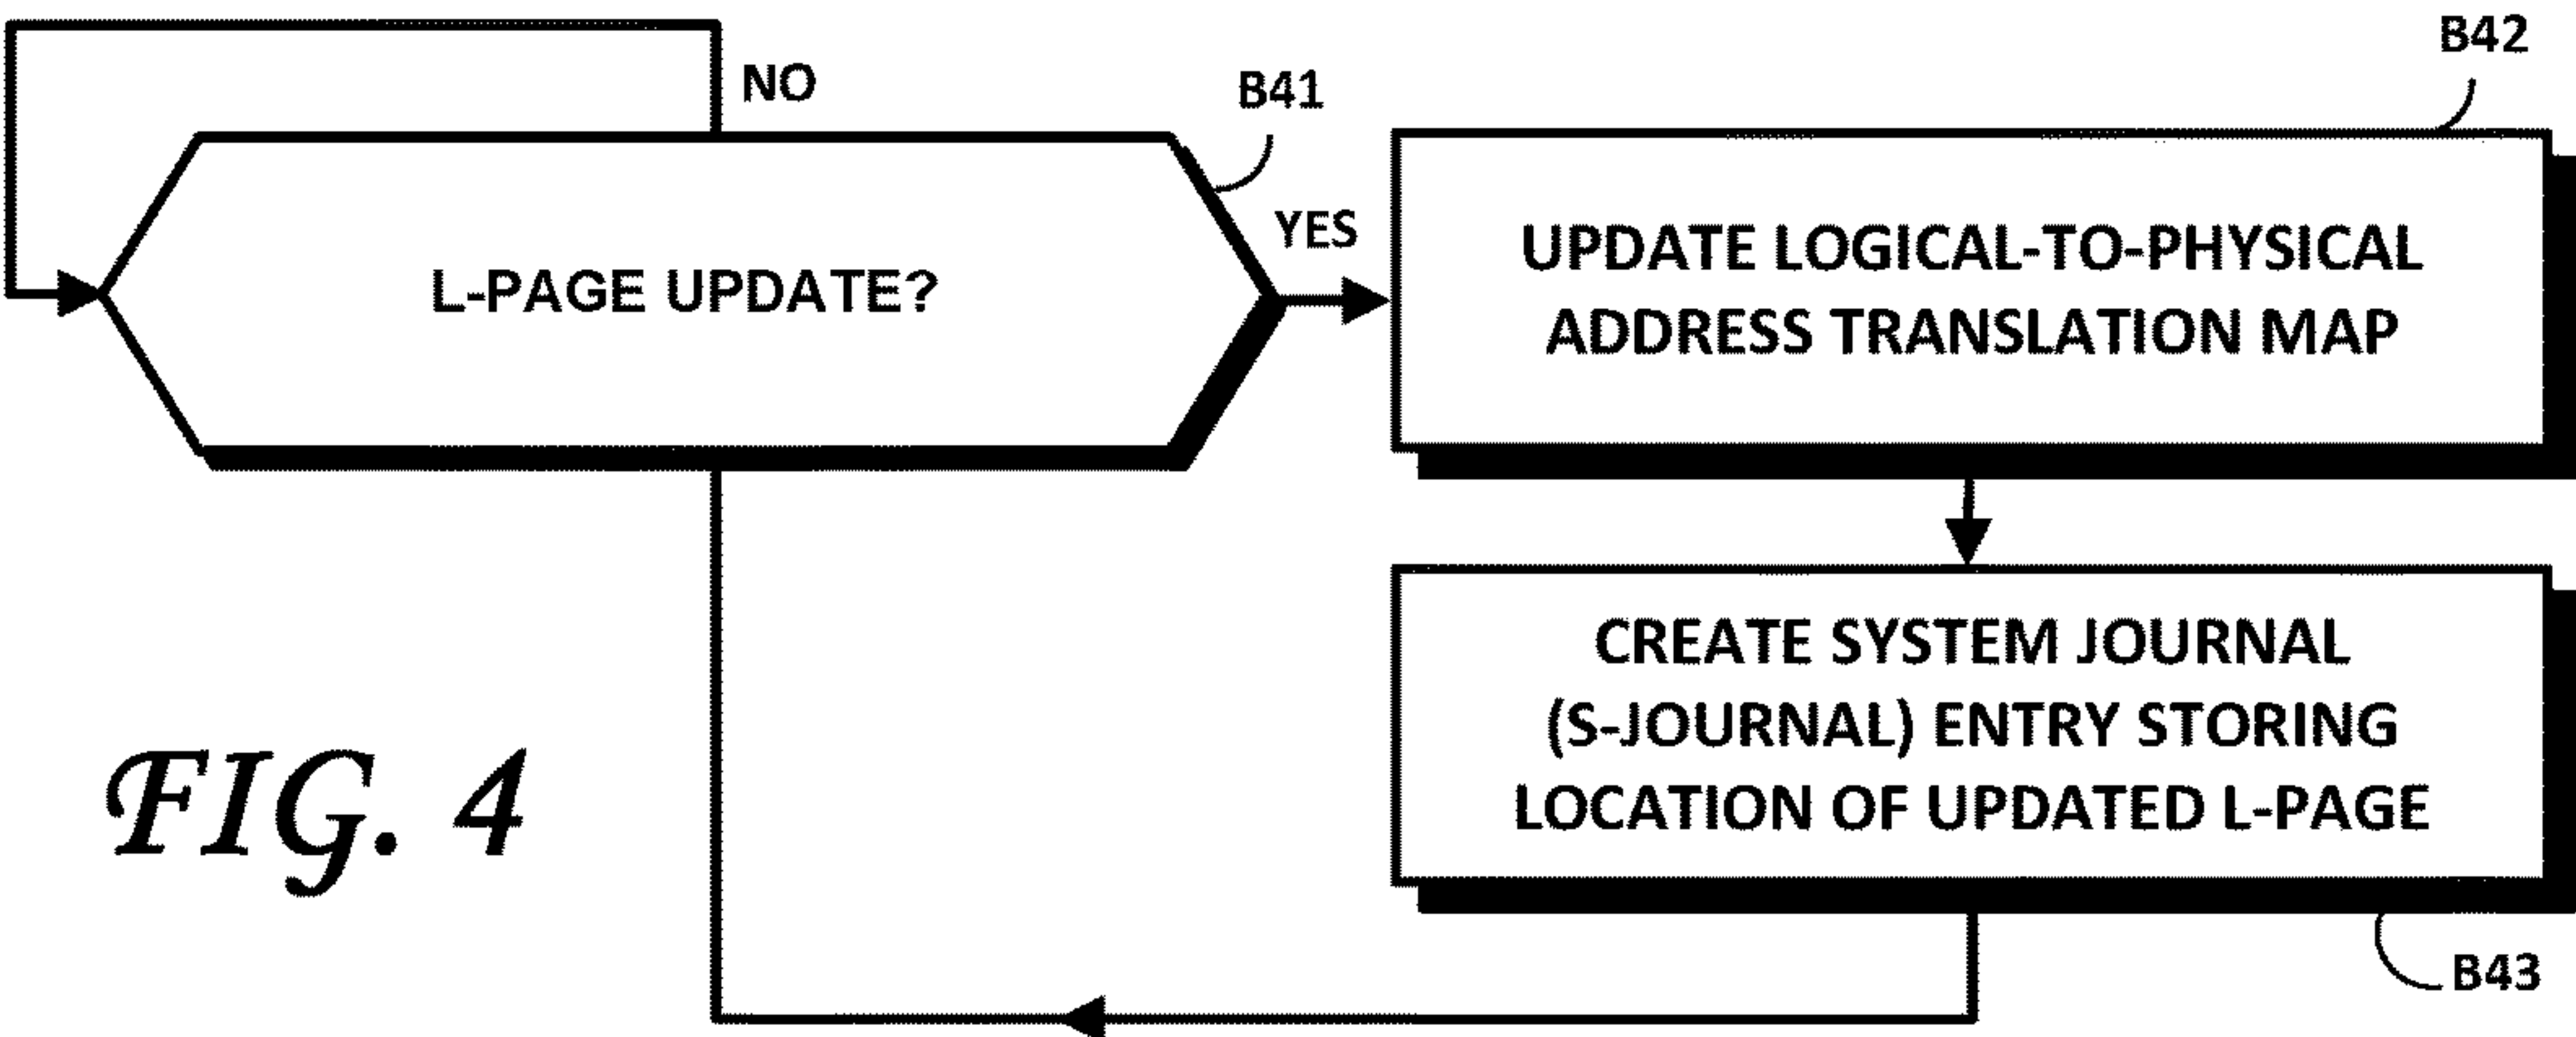 NO
B41
B42
YES
L-PAGE UPDATE?
UPDATE LOGICAL-TO-PHYSICAL
ADDRESS TRANSLATION MAP
CREATE SYSTEM JOURNAL
(S-JOURNAL) ENTRY STORING
LOCATION OF UPDATED L-PAGE
B43
FIG. 4